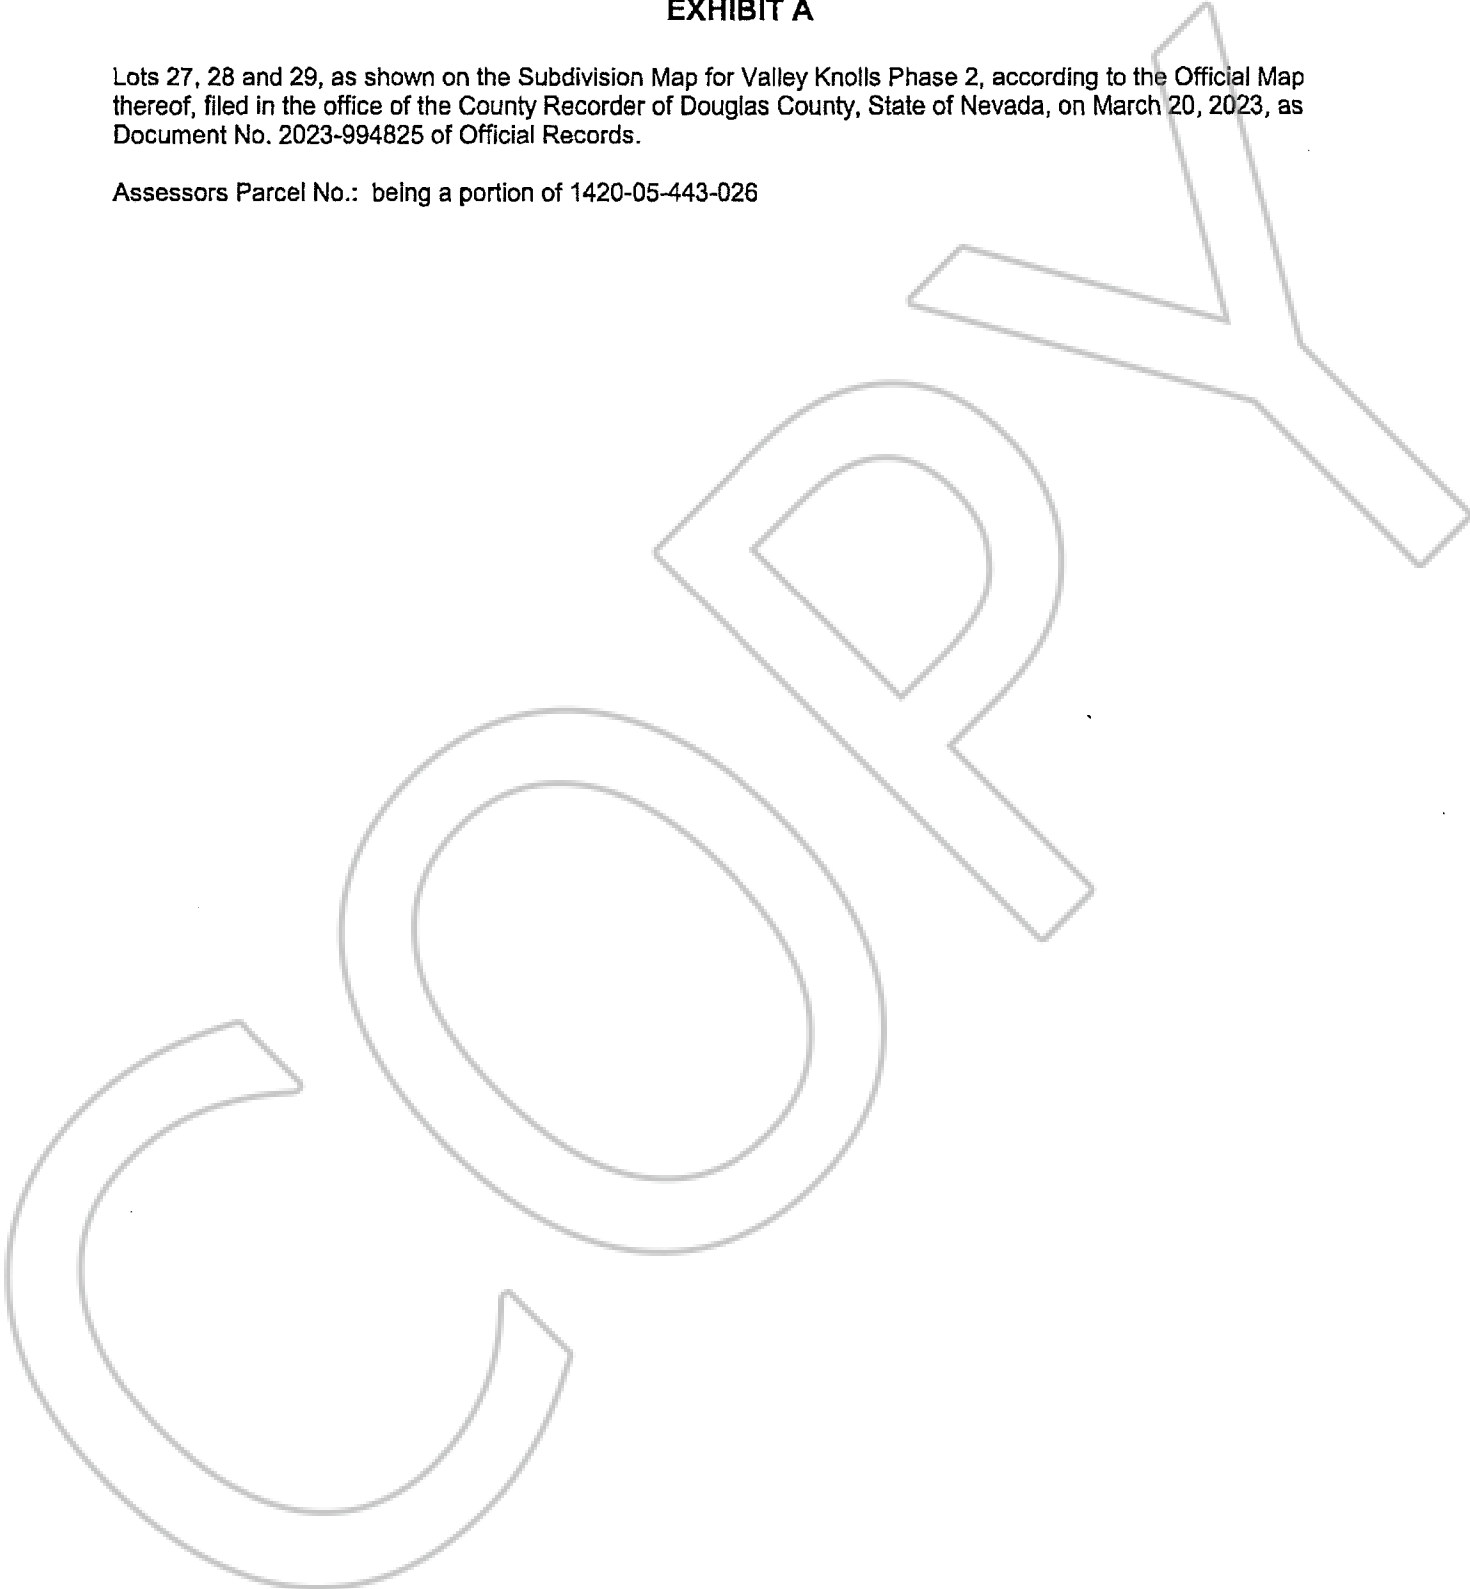 EXHIBIT A
Lots 27, 28 and 29, as shown on the Subdivision Map for Valley Knolls Phase 2, according to the Official Map
thereof, filed in the office of the County Recorder of Douglas County, State of Nevada, on March 20, 2023, as
Document No. 2023-994825 of Official Records.
Assessors Parcel No.: being a portion of 1420-05-443-026
COPY